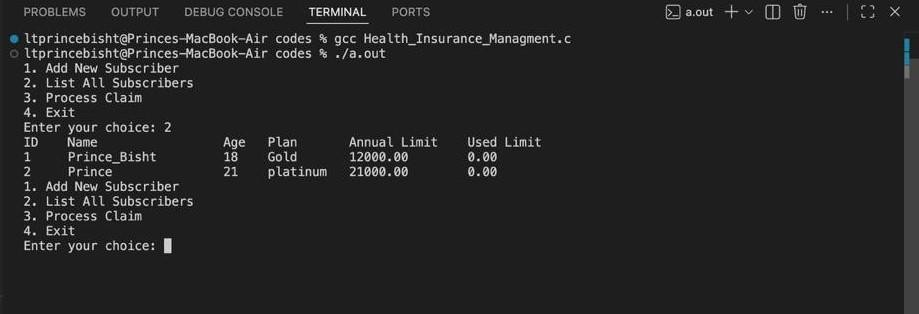 PROBLEMS OUTPUT DEBUG CONSOLE TERMINAL PORTS a.out
ltprincebisht@Princes-MacBook-Air codes % gcc Health_Insurance_Managment.c
ltprincebisht@Princes-MacBook-Air codes % ./a.out
1. Add New Subscriber
2. List All Subscribers
3. Process Claim
4. Exit
Enter your choice: 2
ID Name Age Plan Annual Limit Used Limit
1 Prince_Bisht 18 Gold 12000.00 0.00
2 Prince 21 platinum 21000.00 0.00
1. Add New Subscriber
2. List All Subscribers
3. Process Claim
4. Exit
Enter your choice: